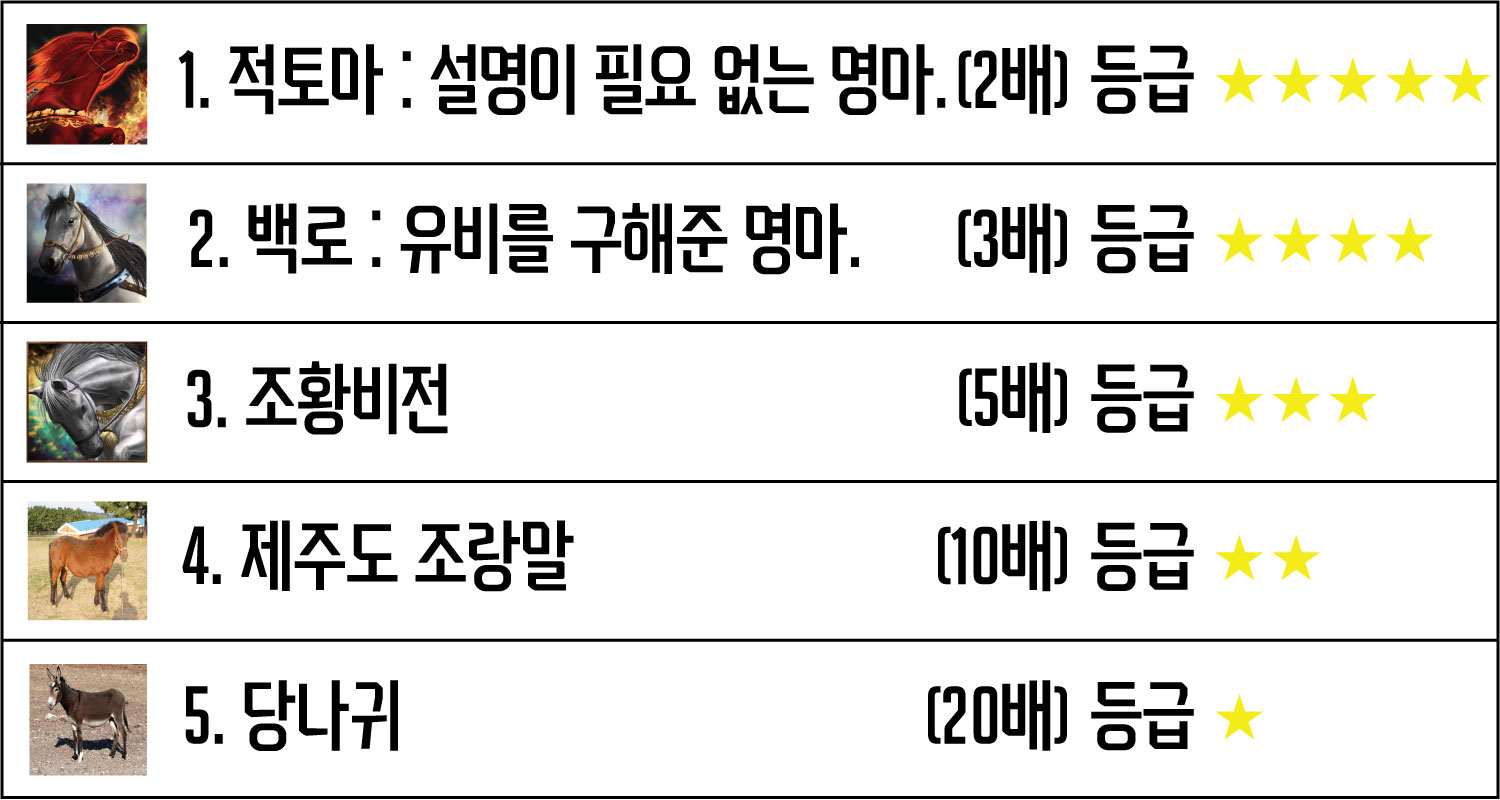 1. 적토마 : 설명이 필요 없는 명마. (2배) 등급 ★★★★★
2. 백로 : 유비를 구해준 명마. (3배) 등급 ★★★★
3. 조황비전 (5배) 등급 ★★★
4. 제주도 조랑말 (10배) 등급 ★★
5. 당나귀 (20배) 등급 ★